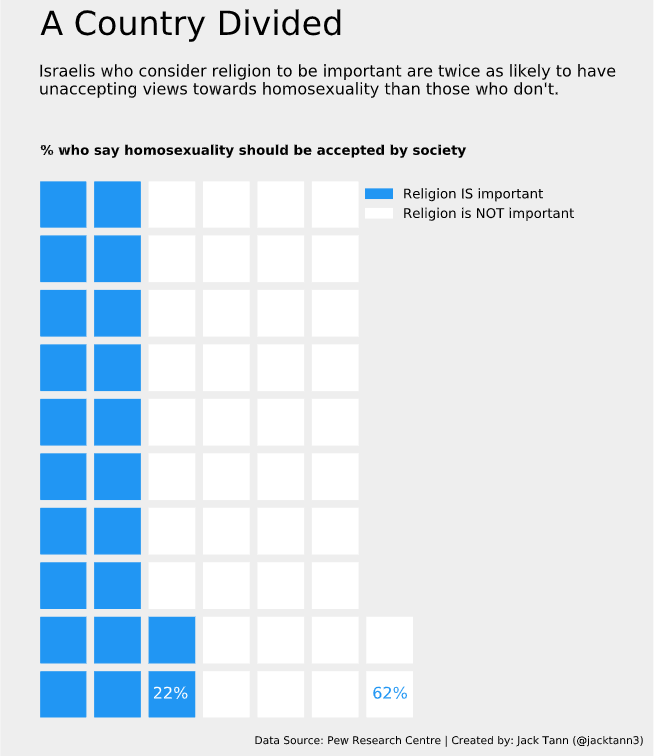 A Country Divided
Israelis who consider religion to be important are twice as likely to have
unaccepting views towards homosexuality than those who don't.
% who say homosexuality should be accepted by society
Religion IS important
Religion is NOT important
22%
62%
Data Source: Pew Research Centre | Created by: Jack Tann (@jacktann3)